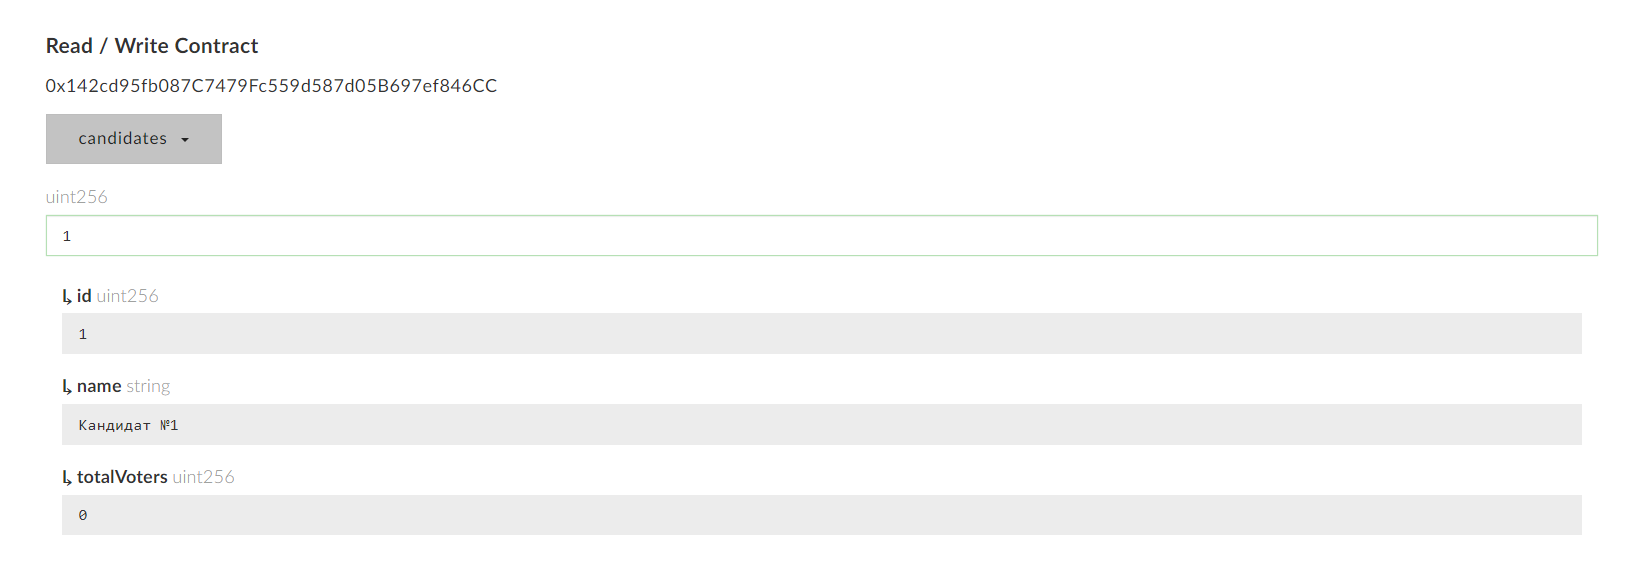 Read / Write Contract
0x142cd95fb087C7479Fc559d587d05B697ef846CC
candidates
uint256
1
↳ id uint256
1
↳ name string
Кандидат №1
↳ totalVoters uint256
0